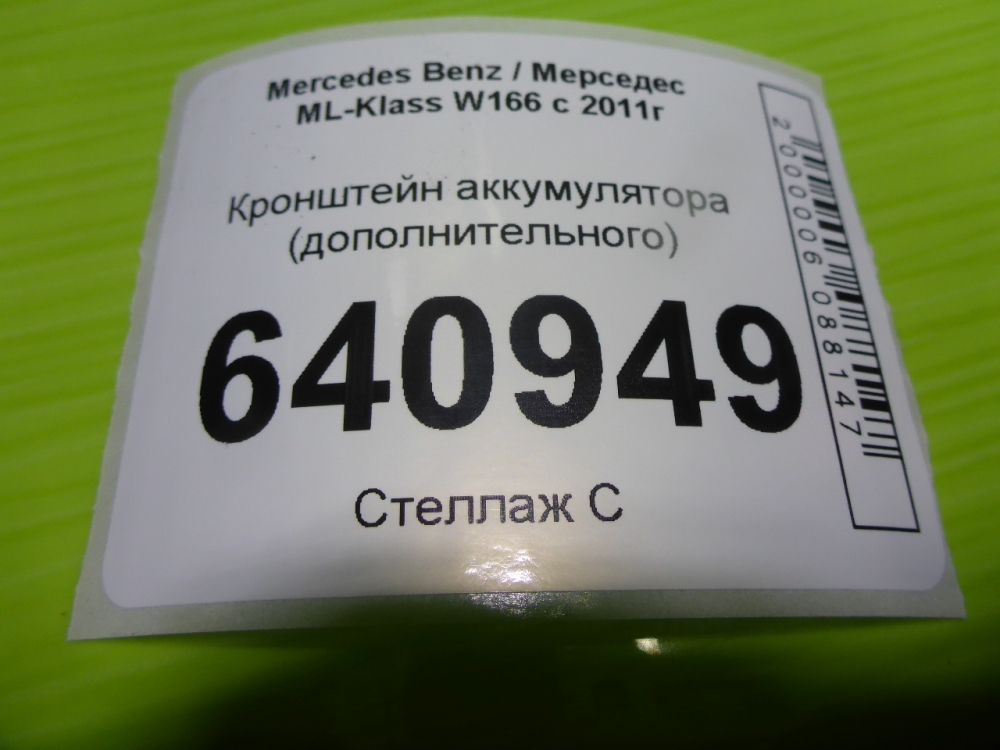 Mercedes Benz / Мерседес
ML-Klass W166 с 2011г
Кронштейн аккумулятора
(дополнительного)
640949
Стеллаж С
2000006088147